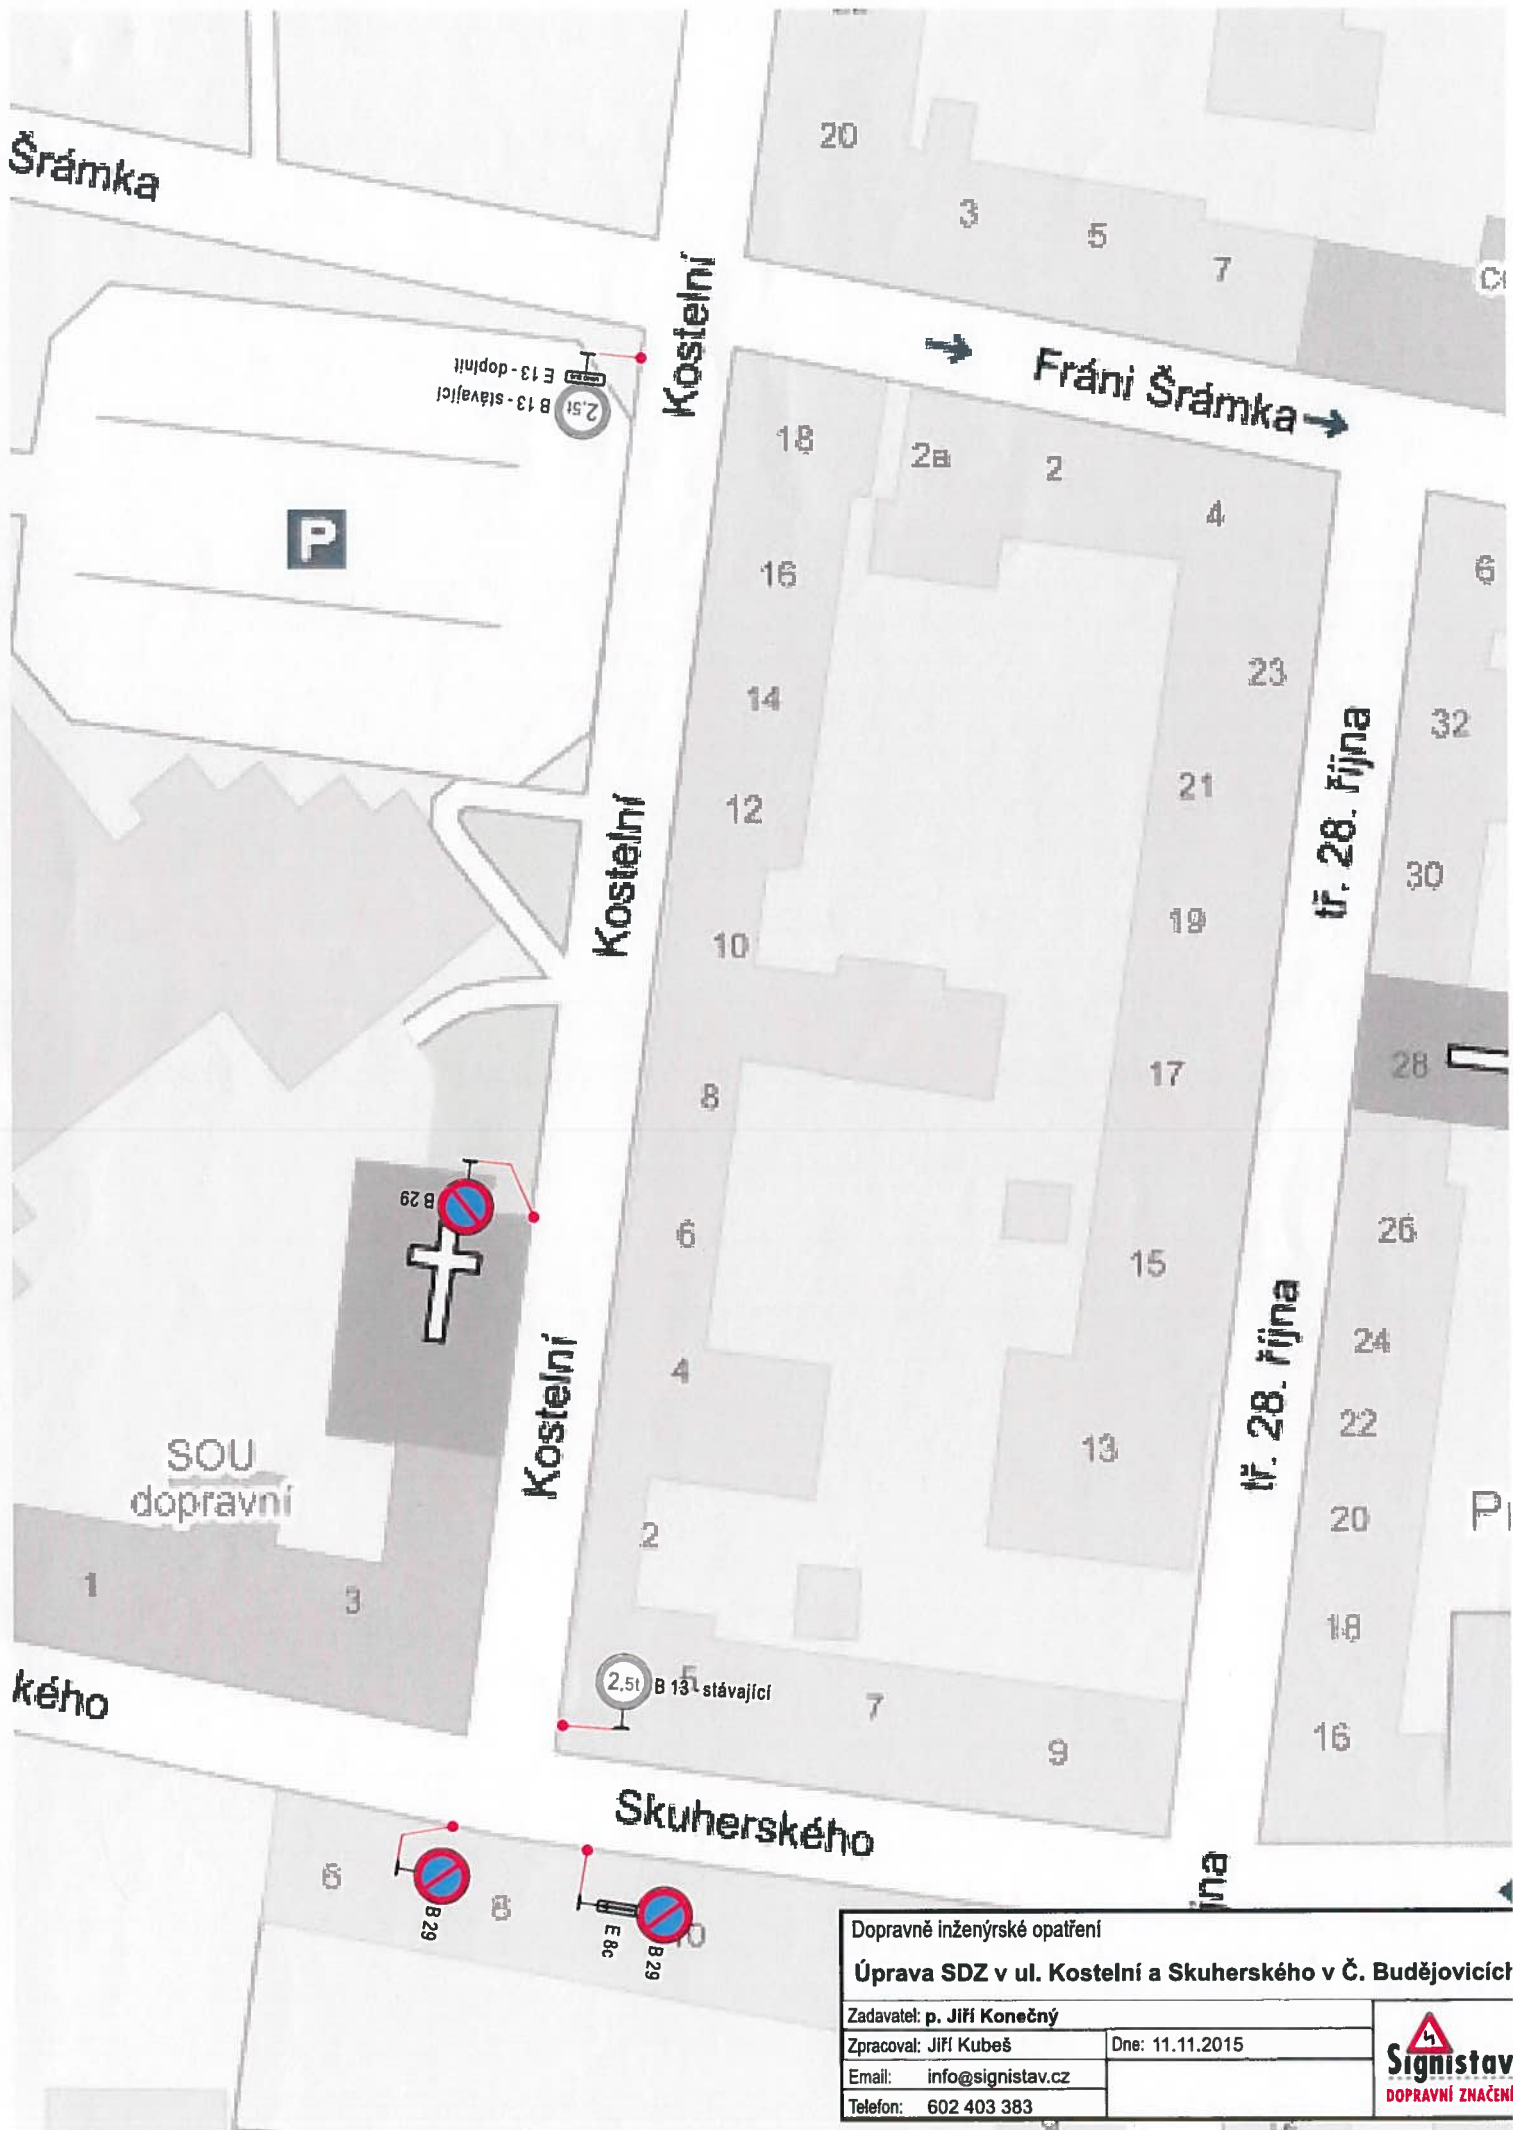 20
Šrámka
3
5
7
Kostelní
E 13 - doplnit
B 13 - stávající
2,5t
Fráni Šrámka
18
2a
2
4
P
16
6
23
14
32
tř. 28. října
21
12
Kostelní
30
19
10
17
28
8
B 29
6
26
15
4
24
Kostelní
tř. 28. října
22
13
SOU
dopravní
20
2
1
3
18
kého
2,5t
B 13 - stávající
5
7
16
9
Skuherského
6
8
B 29
E 8c
B 29
10
Dopravně inženýrské opatření
Úprava SDZ v ul. Kostelní a Skuherského v Č. Budějovicích
Zadavatel: p. Jiří Konečný
Zpracoval: Jiří Kubeš
Dne: 11.11.2015
Email: info@signistav.cz
Telefon: 602 403 383
Signistav
DOPRAVNÍ ZNAČENÍ